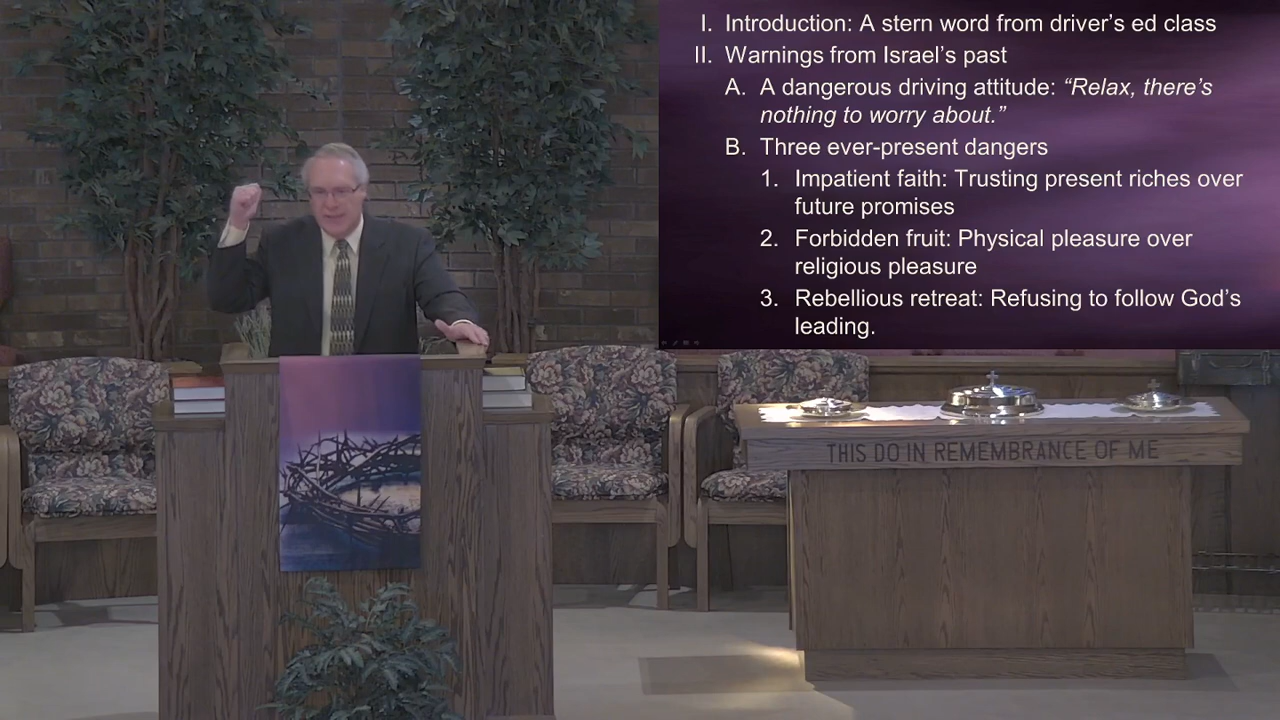 I. Introduction: A stern word from driver's ed class
II. Warnings from Israel's past
A. A dangerous driving attitude: “Relax, there's
nothing to worry about.”
B. Three ever-present dangers
1. Impatient faith: Trusting present riches over
future promises
2. Forbidden fruit: Physical pleasure over
religious pleasure
3. Rebellious retreat: Refusing to follow God's
leading.
THIS DO IN REMEMBRANCE OF ME